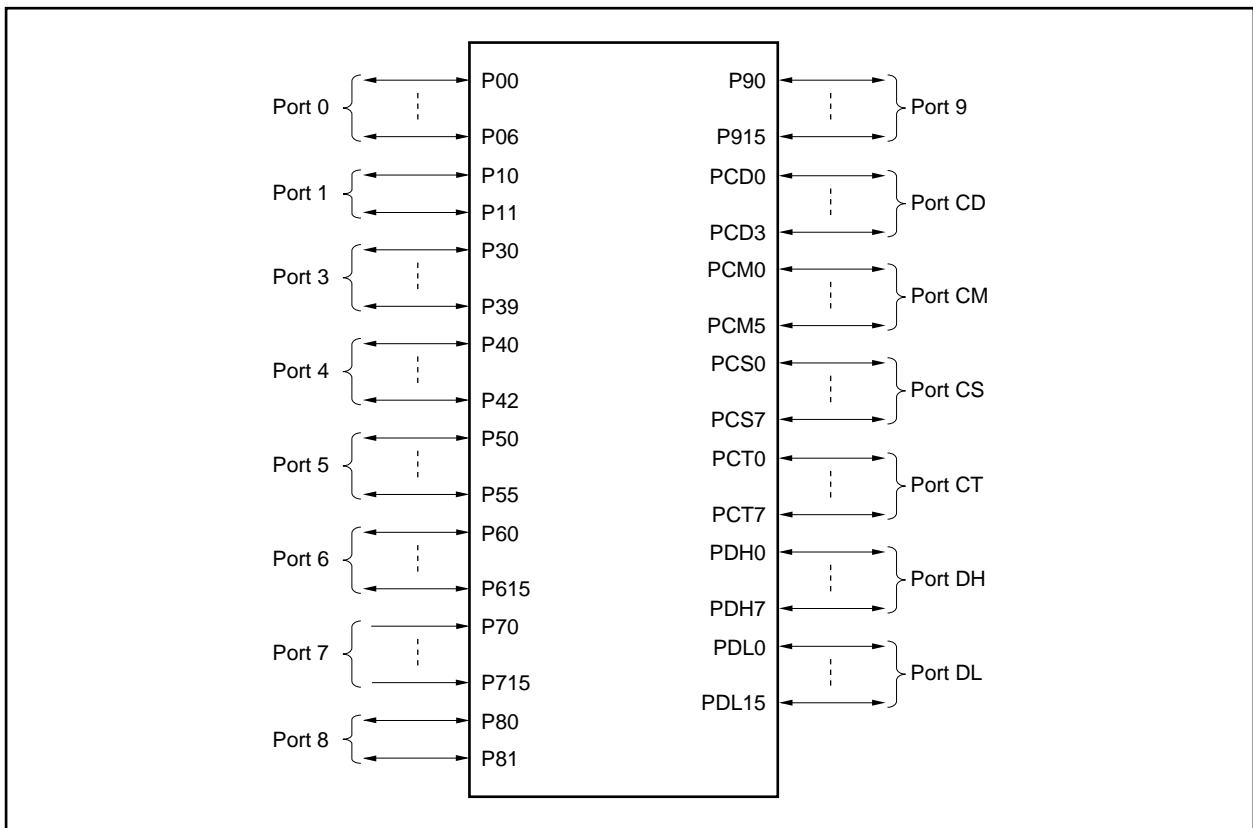 Port 0
P00
P06
Port 1
P10
P11
Port 3
P30
P39
Port 4
P40
P42
Port 5
P50
P55
Port 6
P60
P615
Port 7
P70
P715
Port 8
P80
P81
P90
P915
Port 9
PCD0
PCD3
Port CD
PCM0
PCM5
Port CM
PCS0
PCS7
Port CS
PCT0
PCT7
Port CT
PDH0
PDH7
Port DH
PDL0
PDL15
Port DL